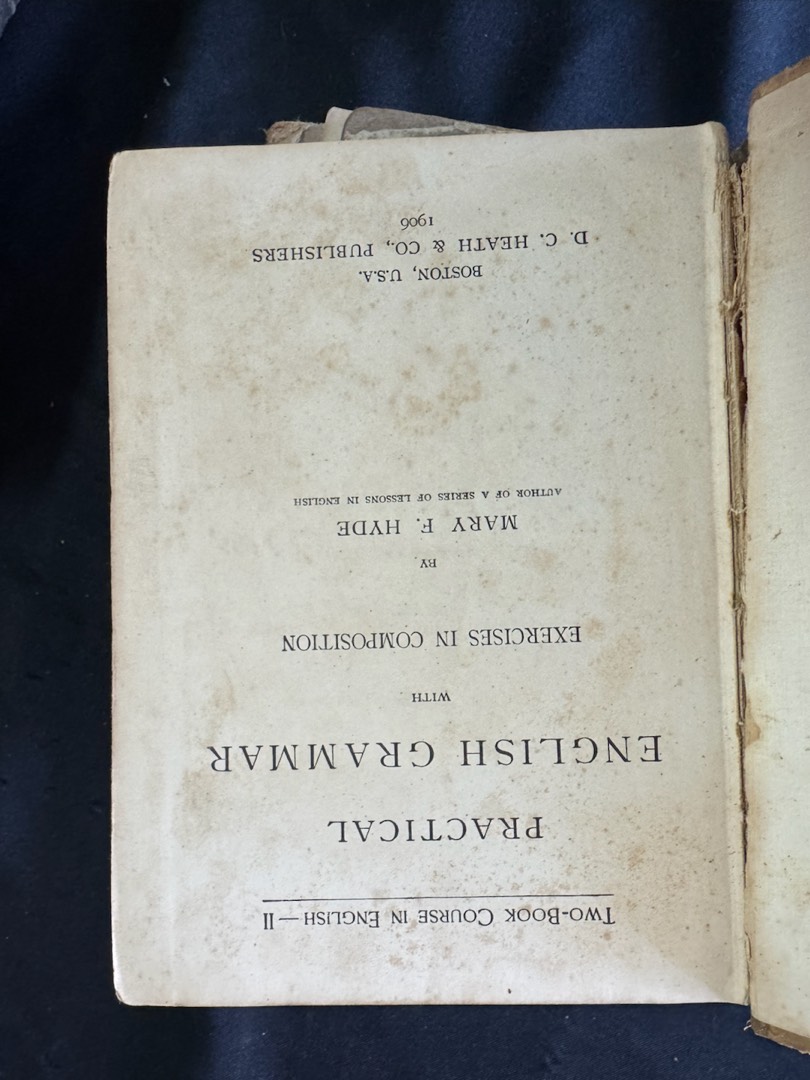 TWO-BOOK COURSE IN ENGLISH—II
PRACTICAL
ENGLISH GRAMMAR
WITH
EXERCISES IN COMPOSITION
BY
MARY F. HYDE
AUTHOR OF A SERIES OF LESSONS IN ENGLISH
BOSTON, U.S.A.
D. C. HEATH & CO., PUBLISHERS
1906